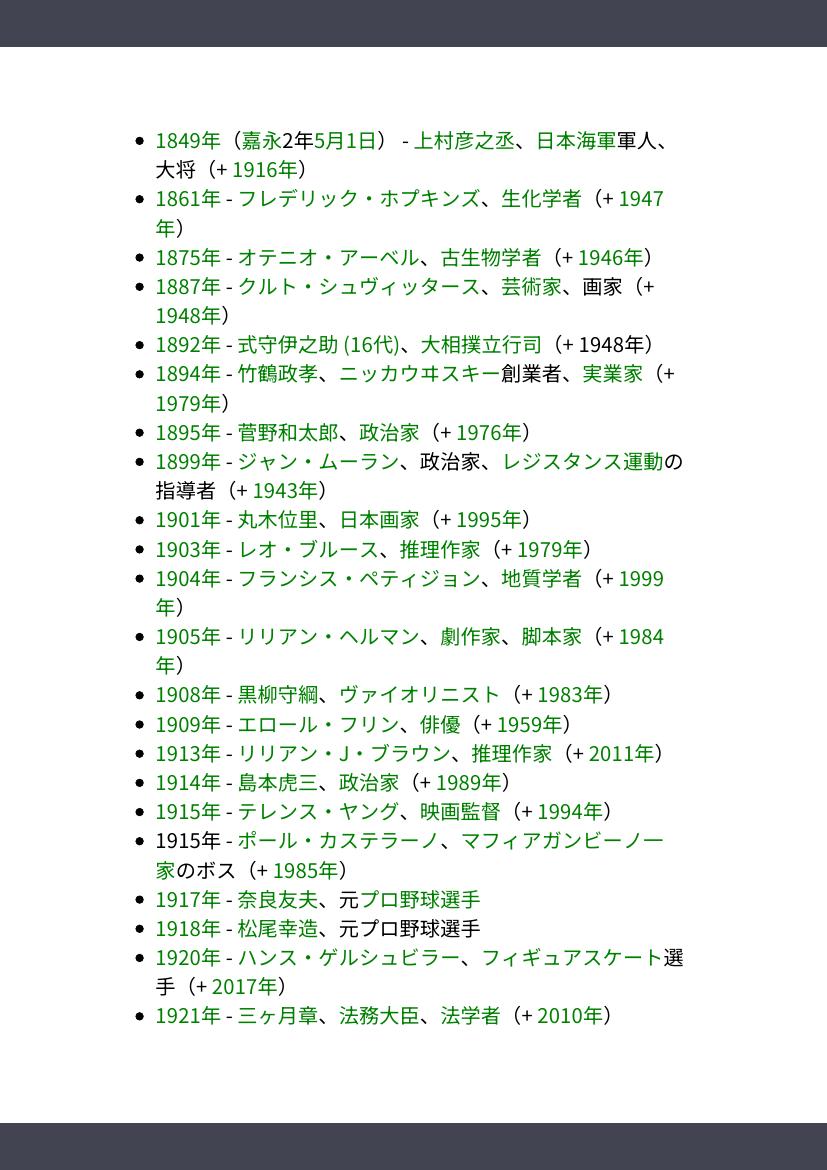 • 1849年（嘉永2年5月1日） - 上村彦之丞、日本海軍軍人、
大将（+ 1916年）
• 1861年 - フレデリック・ホプキンズ、生化学者（+ 1947
年）
• 1875年 - オテニオ・アーベル、古生物学者（+ 1946年）
• 1887年 - クルト・シュヴィッタース、芸術家、画家（+
1948年）
• 1892年 - 式守伊之助 (16代)、大相撲立行司（+ 1948年）
• 1894年 - 竹鶴政孝、ニッカウヰスキー創業者、実業家（+
1979年）
• 1895年 - 菅野和太郎、政治家（+ 1976年）
• 1899年 - ジャン・ムーラン、政治家、レジスタンス運動の
指導者（+ 1943年）
• 1901年 - 丸木位里、日本画家（+ 1995年）
• 1903年 - レオ・ブルース、推理作家（+ 1979年）
• 1904年 - フランシス・ペティジョン、地質学者（+ 1999
年）
• 1905年 - リリアン・ヘルマン、劇作家、脚本家（+ 1984
年）
• 1908年 - 黒柳守綱、ヴァイオリニスト（+ 1983年）
• 1909年 - エロール・フリン、俳優（+ 1959年）
• 1913年 - リリアン・J・ブラウン、推理作家（+ 2011年）
• 1914年 - 島本虎三、政治家（+ 1989年）
• 1915年 - テレンス・ヤング、映画監督（+ 1994年）
• 1915年 - ポール・カステラーノ、マフィアガンビーノ一
家のボス（+ 1985年）
• 1917年 - 奈良友夫、元プロ野球選手
• 1918年 - 松尾幸造、元プロ野球選手
• 1920年 - ハンス・ゲルシュビラー、フィギュアスケート選
手（+ 2017年）
• 1921年 - 三ヶ月章、法務大臣、法学者（+ 2010年）